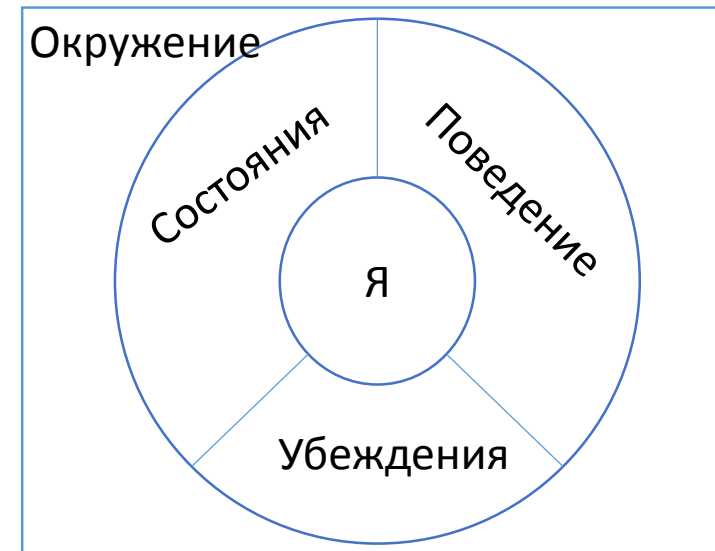 Окружение
Состояния
Поведение
Я
Убеждения